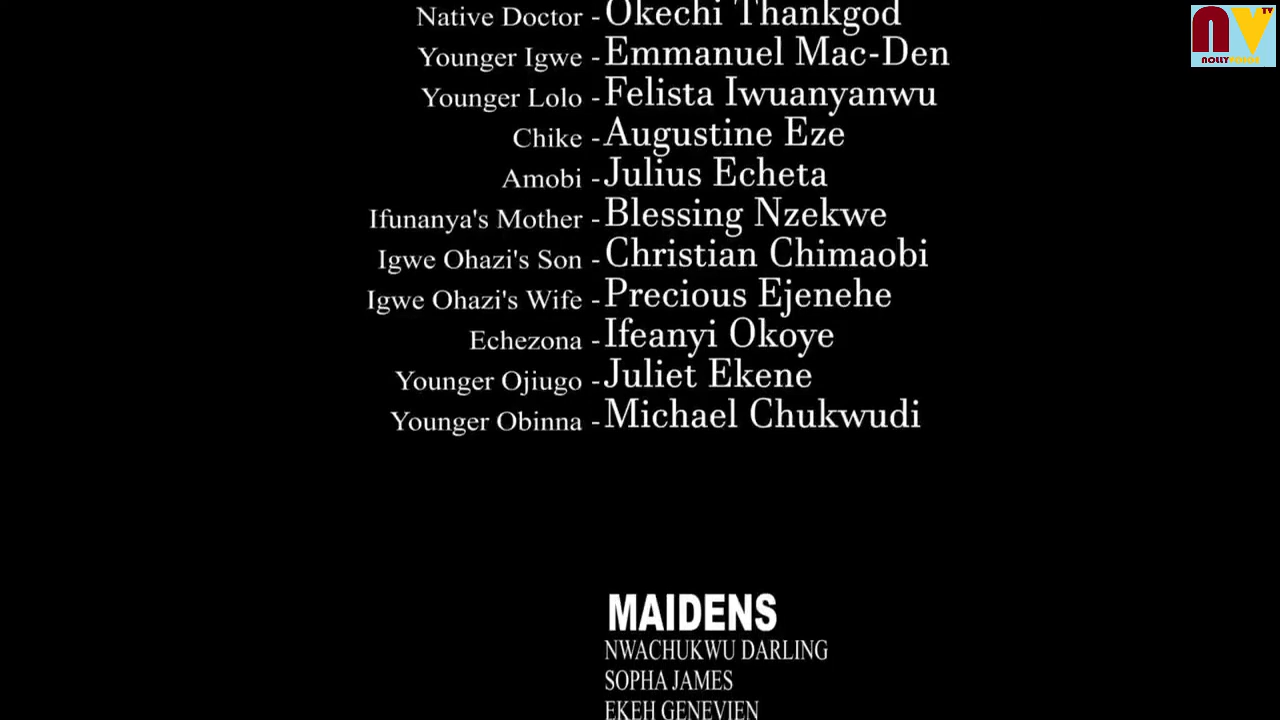 Native Doctor - Okechi Thankgod
Younger Igwe - Emmanuel Mac-Den
Younger Lolo - Felista Iwuanyanwu
Chike - Augustine Eze
Amobi - Julius Echeta
Ifunanya's Mother - Blessing Nzekwe
Igwe Ohazi's Son - Christian Chimaobi
Igwe Ohazi's Wife - Precious Ejenehe
Echezona - Ifeanyi Okoye
Younger Ojiugo - Juliet Ekene
Younger Obinna - Michael Chukwudi
MAIDENS
NWACHUKWU DARLING
SOPHA JAMES
EKEH GENEVIEN
NV TV